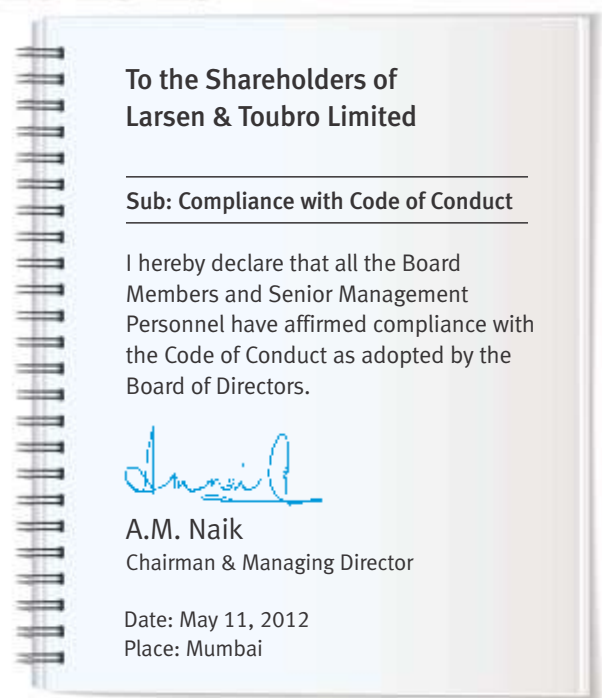 To the Shareholders of
Larsen & Toubro Limited
Sub: Compliance with Code of Conduct
I hereby declare that all the Board
Members and Senior Management
Personnel have affirmed compliance with
the Code of Conduct as adopted by the
Board of Directors.
A.M. Naik
Chairman & Managing Director
Date: May 11, 2012
Place: Mumbai